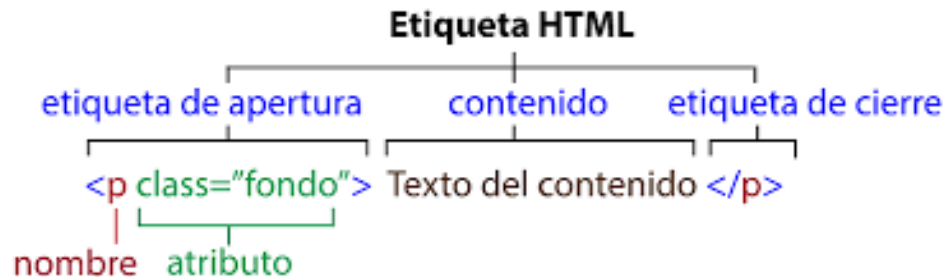 Etiqueta HTML
etiqueta de apertura contenido etiqueta de cierre
<p class="fondo"> Texto del contenido </p>
nombre atributo